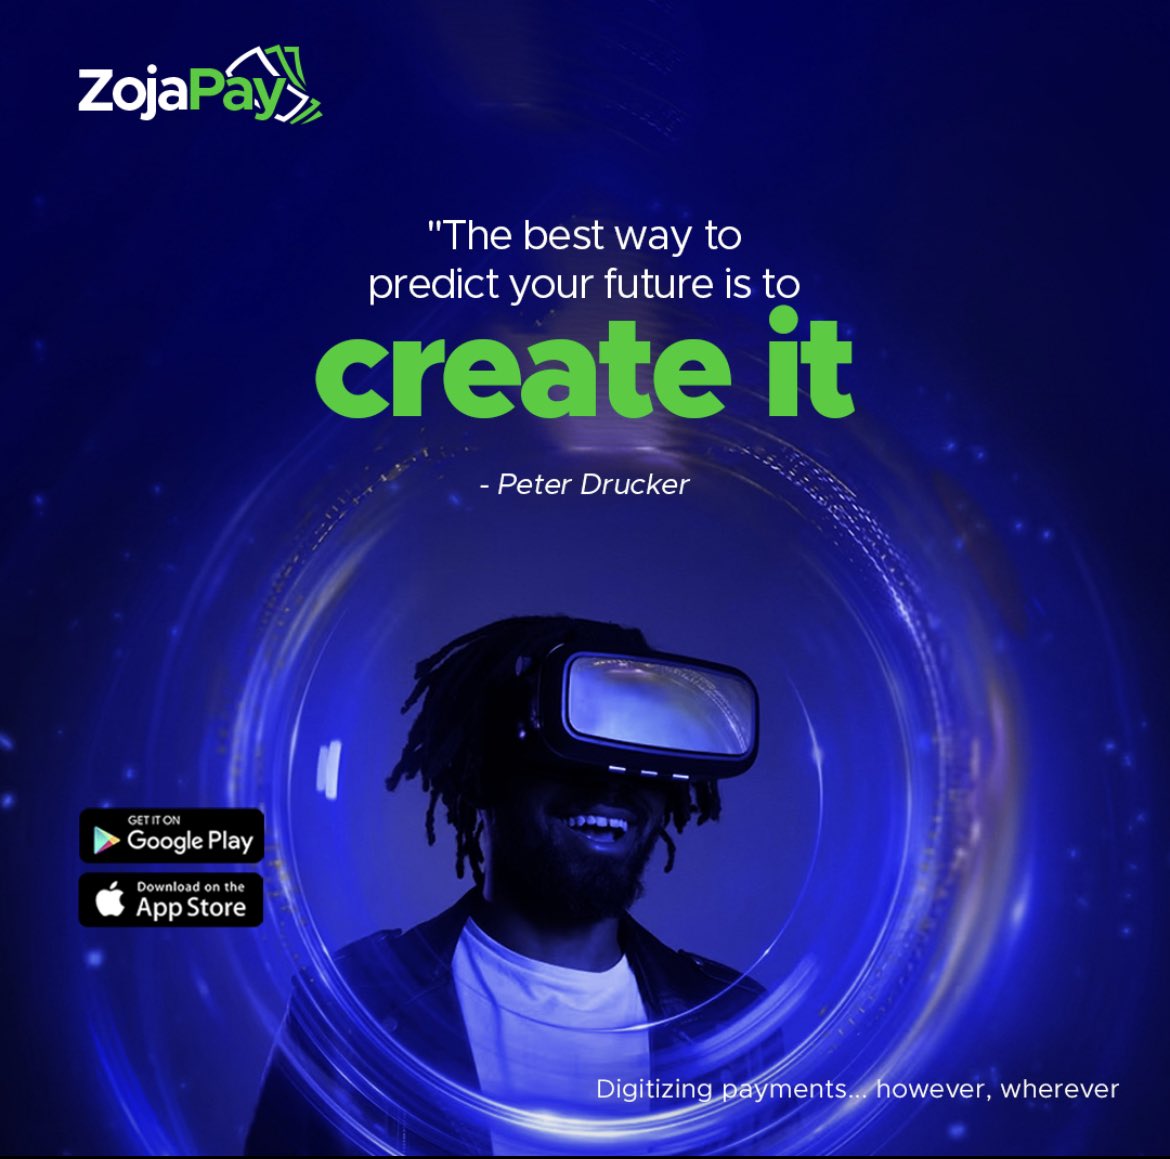 ZojaPay
"The best way to
predict your future is to
create it
- Peter Drucker
GET IT ON
Google Play
Download on the
App Store
Digitizing payments... however, wherever